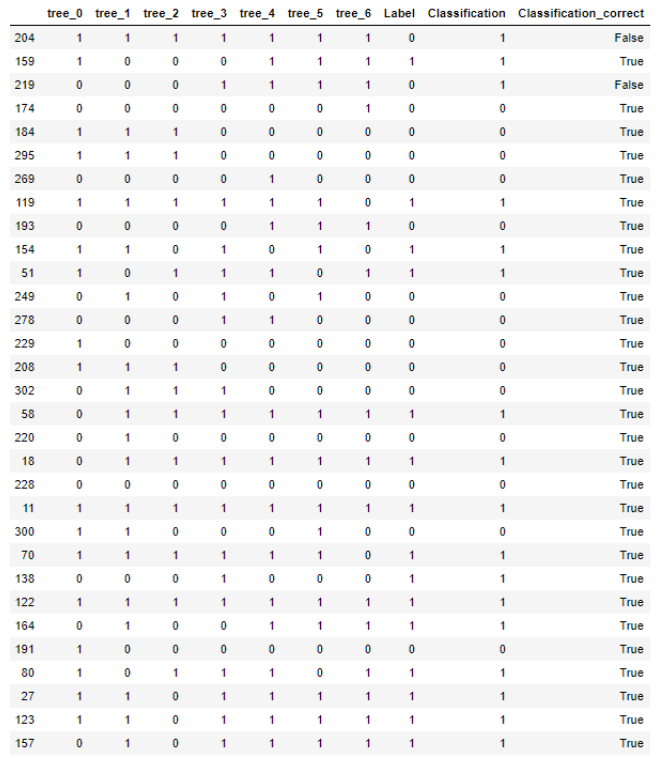 tree_0 tree_1 tree_2 tree_3 tree_4 tree_5 tree_6 Label Classification Classification_correct
204 1 1 1 1 1 1 1 0 1 False
159 1 0 0 0 1 1 1 1 1 True
219 0 0 0 1 1 1 1 0 1 False
174 0 0 0 0 0 0 1 0 0 True
184 1 1 1 0 0 0 0 0 0 True
295 1 1 1 0 0 0 0 0 0 True
269 0 0 0 0 1 0 0 0 0 True
119 1 1 1 1 1 1 0 1 1 True
193 0 0 0 0 1 1 1 0 0 True
154 1 1 0 1 0 1 0 1 1 True
51 1 0 1 1 1 0 1 1 1 True
249 0 1 0 1 0 1 0 0 0 True
278 0 0 0 1 1 0 0 0 0 True
229 1 0 0 0 0 0 0 0 0 True
208 1 1 1 0 0 0 0 0 0 True
302 0 1 1 1 0 0 0 0 0 True
58 0 1 1 1 1 1 1 1 1 True
220 0 1 0 0 0 0 0 0 0 True
18 0 1 1 1 1 1 1 1 1 True
228 0 0 0 0 0 0 0 0 0 True
11 1 1 1 1 1 1 1 1 1 True
300 1 1 0 0 0 1 0 0 0 True
70 1 1 1 1 1 1 0 1 1 True
138 0 0 0 1 0 0 0 1 1 True
122 1 1 1 1 1 1 1 1 1 True
164 0 1 0 0 1 1 1 1 1 True
191 1 0 0 0 0 0 0 0 0 True
80 1 0 1 1 1 0 1 1 1 True
27 1 1 0 1 1 1 1 1 1 True
123 1 1 0 1 1 1 1 1 1 True
157 0 1 0 1 1 1 1 1 1 True